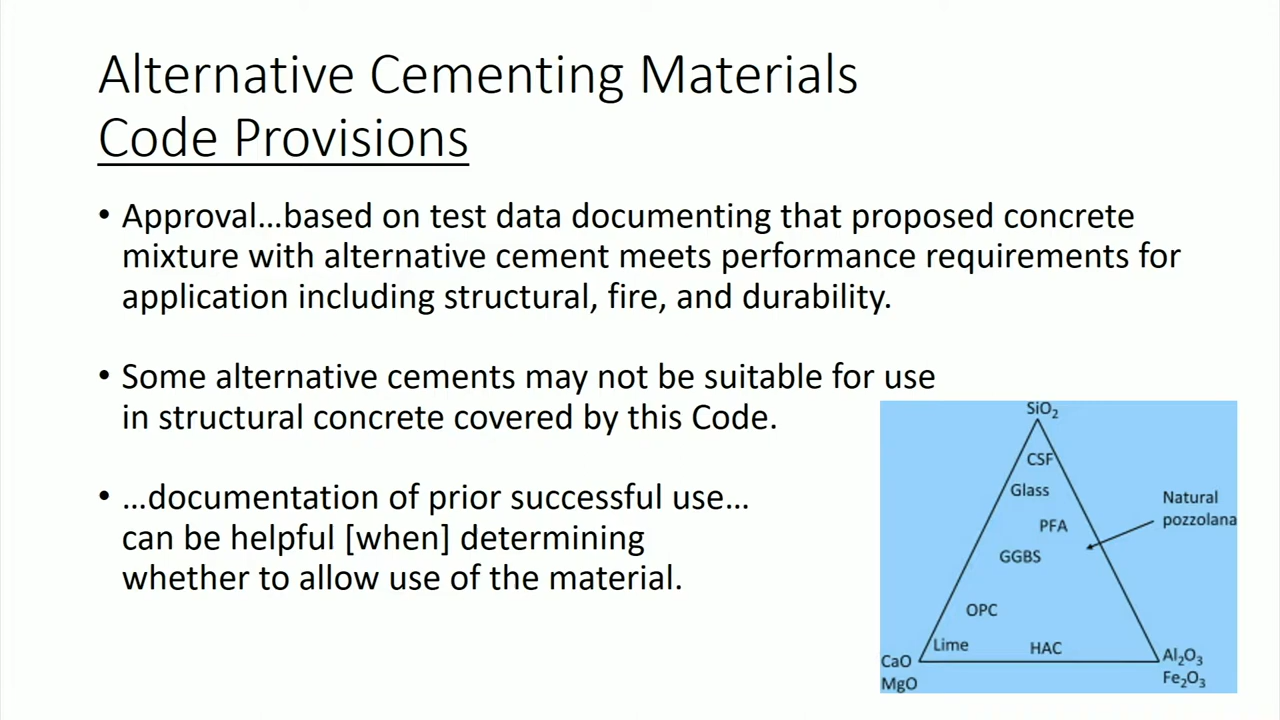 Alternative Cementing Materials
Code Provisions
• Approval...based on test data documenting that proposed concrete
mixture with alternative cement meets performance requirements for
application including structural, fire, and durability.
• Some alternative cements may not be suitable for use
in structural concrete covered by this Code.
• ...documentation of prior successful use...
can be helpful [when] determining
whether to allow use of the material.
SiO₂
CSF
Glass
Natural
pozzolana
PFA
GGBS
OPC
Lime
HAC
CaO
MgO
Al₂O₃
Fe₂O₃